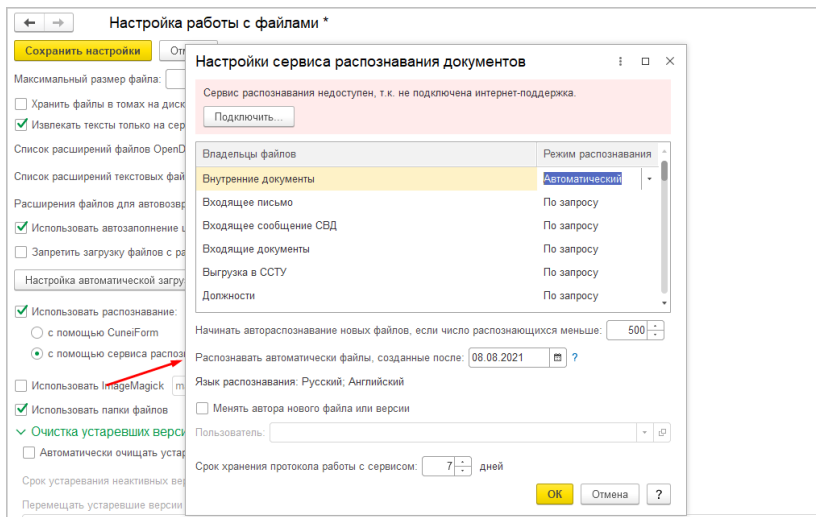 Настройка работы с файлами *
Сохранить настройки
Максимальный размер файла:
Хранить файлы в томах на диск
Извлекать тексты только на сер
Список расширений файлов OpenD
Список расширений текстовых фай
Расширения файлов для автовозвр
Использовать автозаполнение
Запретить загрузку файлов с ра
Настройка автоматической загру
Использовать распознавание:
с помощью CuneiForm
с помощью сервиса распоз
Использовать ImageMagick
Использовать папки файлов
Очистка устаревших верси
Автоматически очищать устар
Срок устаревания неактивных вер
Перемещать устаревшие версии
Настройки сервиса распознавания документов
Сервис распознавания недоступен, т.к. не подключена интернет-поддержка.
Подключить...
Владельцы файлов Режим распознавания
Внутренние документы Автоматический
Входящее письмо По запросу
Входящее сообщение СВД По запросу
Входящие документы По запросу
Выгрузка в ССТУ По запросу
Должности По запросу
Начинать автораспознавание новых файлов, если число распознающихся меньше: 500
Распознавать автоматически файлы, созданные после: 08.08.2021 ?
Язык распознавания: Русский; Английский
Менять автора нового файла или версии
Пользователь:
Срок хранения протокола работы с сервисом: 7 дней
ОК Отмена ?